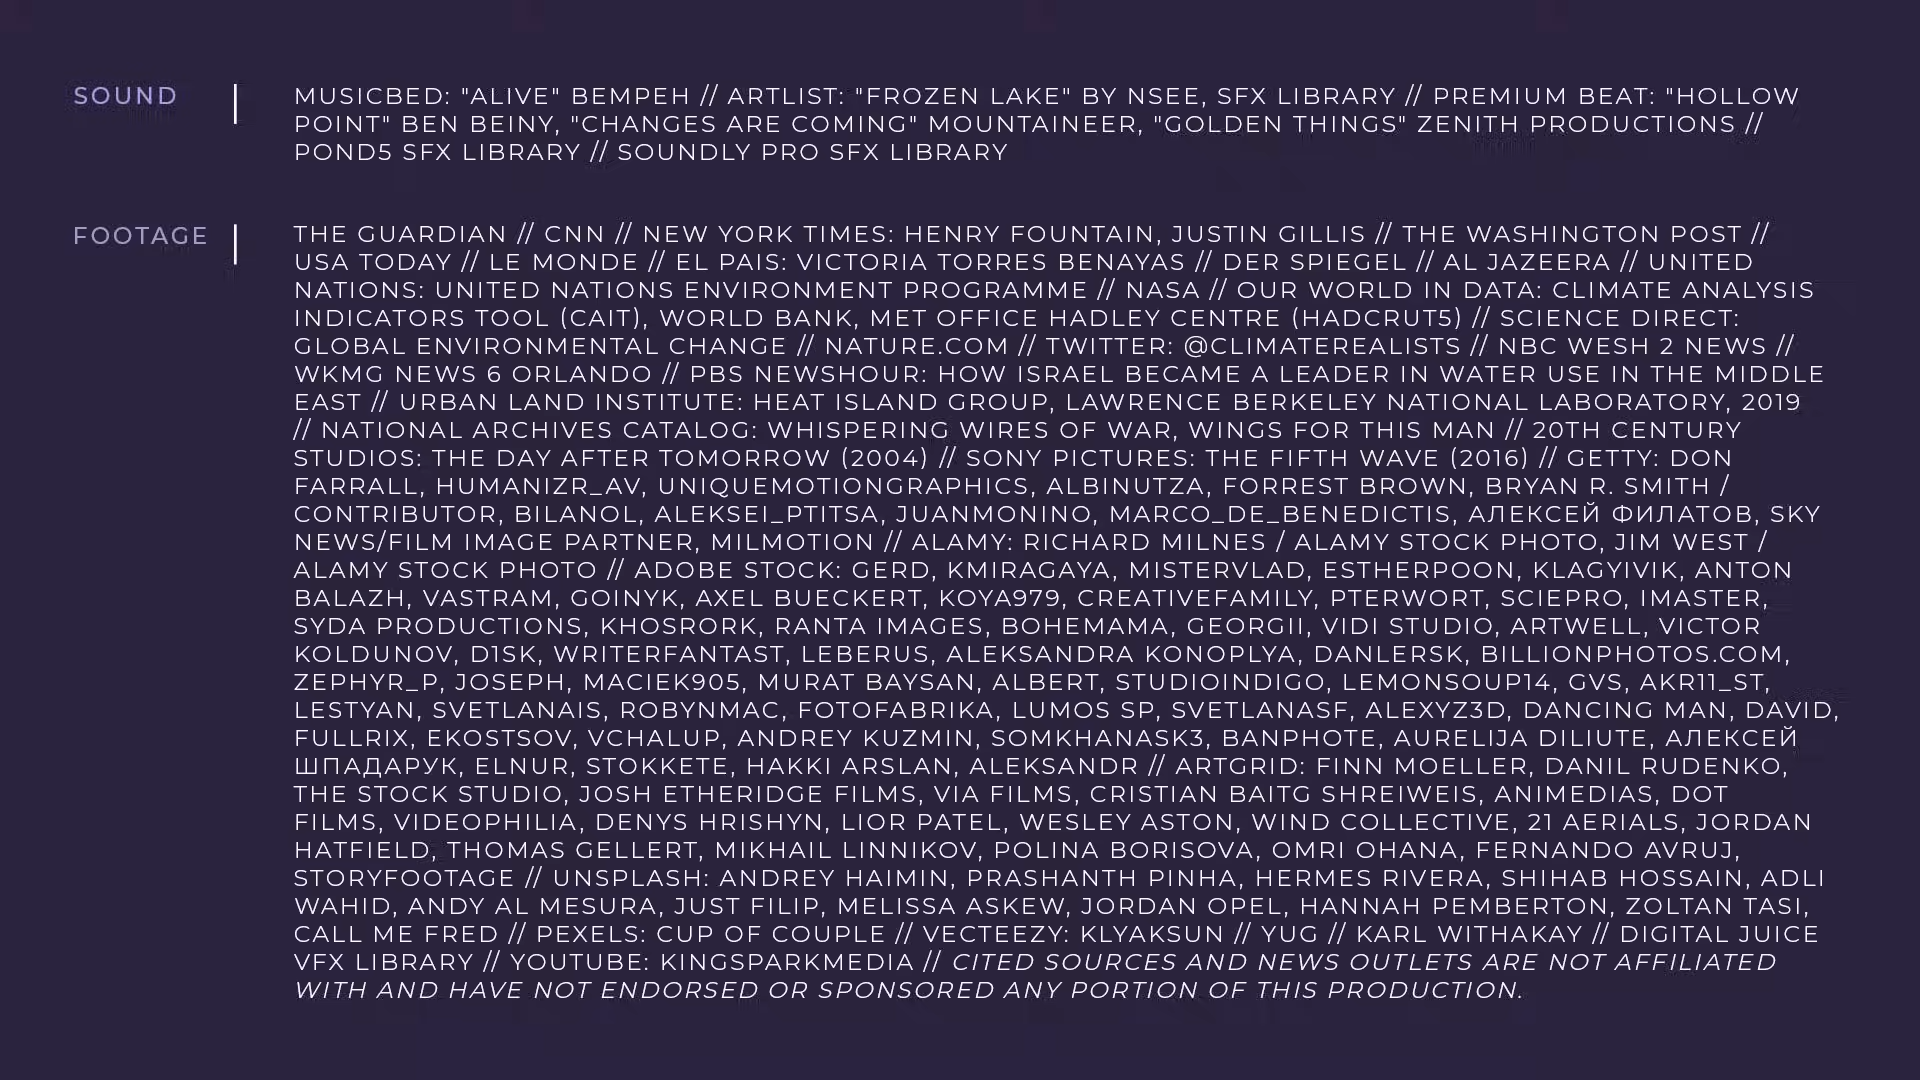 SOUND
MUSICBED: "ALIVE" BEMPEH // ARTLIST: "FROZEN LAKE" BY NSEE, SFX LIBRARY // PREMIUM BEAT: "HOLLOW
POINT" BEN BEINY, "CHANGES ARE COMING" MOUNTAINEER, "GOLDEN THINGS" ZENITH PRODUCTIONS //
POND5 SFX LIBRARY // SOUNDLY PRO SFX LIBRARY
FOOTAGE
THE GUARDIAN // CNN // NEW YORK TIMES: HENRY FOUNTAIN, JUSTIN GILLIS // THE WASHINGTON POST //
USA TODAY // LE MONDE // EL PAIS: VICTORIA TORRES BENAYAS // DER SPIEGEL // AL JAZEERA // UNITED
NATIONS: UNITED NATIONS ENVIRONMENT PROGRAMME // NASA // OUR WORLD IN DATA: CLIMATE ANALYSIS
INDICATORS TOOL (CAIT), WORLD BANK, MET OFFICE HADLEY CENTRE (HADCRUT5) // SCIENCE DIRECT:
GLOBAL ENVIRONMENTAL CHANGE // NATURE.COM // TWITTER: @CLIMATEREALISTS // NBC WESH 2 NEWS //
WKMG NEWS 6 ORLANDO // PBS NEWSHOUR: HOW ISRAEL BECAME A LEADER IN WATER USE IN THE MIDDLE
EAST // URBAN LAND INSTITUTE: HEAT ISLAND GROUP, LAWRENCE BERKELEY NATIONAL LABORATORY, 2019
// NATIONAL ARCHIVES CATALOG: WHISPERING WIRES OF WAR, WINGS FOR THIS MAN // 20TH CENTURY
STUDIOS: THE DAY AFTER TOMORROW (2004) // SONY PICTURES: THE FIFTH WAVE (2016) // GETTY: DON
FARRALL, HUMANIZR_AV, UNIQUEMOTIONGRAPHICS, ALBINUTZA, FORREST BROWN, BRYAN R. SMITH /
CONTRIBUTOR, BILANOL, ALEKSEI_PTITSA, JUANMONINO, MARCO_DE_BENEDICTIS, АЛЕКСЕЙ ФИЛАТОВ, SKY
NEWS/FILM IMAGE PARTNER, MILMOTION // ALAMY: RICHARD MILNES / ALAMY STOCK PHOTO, JIM WEST /
ALAMY STOCK PHOTO // ADOBE STOCK: GERD, KMIRAGAYA, MISTERVLAD, ESTHERPOON, KLAGYIVIK, ANTON
BALAZH, VASTRAM, GOINYK, AXEL BUECKERT, KOYA979, CREATIVEFAMILY, PTERWORT, SCIEPRO, IMASTER,
SYDA PRODUCTIONS, KHOSRORK, RANTA IMAGES, BOHEMAMA, GEORGII, VIDI STUDIO, ARTWELL, VICTOR
KOLDUNOV, D1SK, WRITERFANTAST, LEBERUS, ALEKSANDRA KONOPLYA, DANLERSK, BILLIONPHOTOS.COM,
ZEPHYR_P, JOSEPH, MACIEK905, MURAT BAYSAN, ALBERT, STUDIOINDIGO, LEMONSOUP14, GVS, AKR11_ST,
LESTYAN, SVETLANAIS, ROBYNMAC, FOTOFABRIKA, LUMOS SP, SVETLANASF, ALEXYZ3D, DANCING MAN, DAVID,
FULLRIX, EKOSTSOV, VCHALUP, ANDREY KUZMIN, SOMKHANASK3, BANPHOTE, AURELIJA DILIUTE, АЛЕКСЕЙ
ШПАДАРУК, ELNUR, STOKKETE, HAKKI ARSLAN, ALEKSANDR // ARTGRID: FINN MOELLER, DANIL RUDENKO,
THE STOCK STUDIO, JOSH ETHERIDGE FILMS, VIA FILMS, CRISTIAN BAITG SHREIWEIS, ANIMEDIAS, DOT
FILMS, VIDEOPHILIA, DENYS HRISHYN, LIOR PATEL, WESLEY ASTON, WIND COLLECTIVE, 21 AERIALS, JORDAN
HATFIELD, THOMAS GELLERT, MIKHAIL LINNIKOV, POLINA BORISOVA, OMRI OHANA, FERNANDO AVRUJ,
STORYFOOTAGE // UNSPLASH: ANDREY HAIMIN, PRASHANTH PINHA, HERMES RIVERA, SHIHAB HOSSAIN, ADLI
WAHID, ANDY AL MESURA, JUST FILIP, MELISSA ASKEW, JORDAN OPEL, HANNAH PEMBERTON, ZOLTAN TASI,
CALL ME FRED // PEXELS: CUP OF COUPLE // VECTEEZY: KLYAKSUN // YUG // KARL WITHAKAY // DIGITAL JUICE
VFX LIBRARY // YOUTUBE: KINGSPARKMEDIA // CITED SOURCES AND NEWS OUTLETS ARE NOT AFFILIATED
WITH AND HAVE NOT ENDORSED OR SPONSORED ANY PORTION OF THIS PRODUCTION.